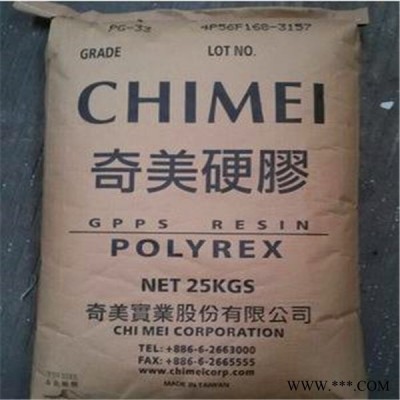 PG-33 4P56F168-3157
GRADE LOT NO.
CHIMEI
奇美硬膠
GPPS RESIN
POLYREX
NET 25KGS
奇美實業股份有限公司
CHI MEI CORPORATION
TEL: +886-6-2663000
FAX: +886-6-2665555
www.chimeicorp.com
MADE IN TAIWAN
WWW.***.COM